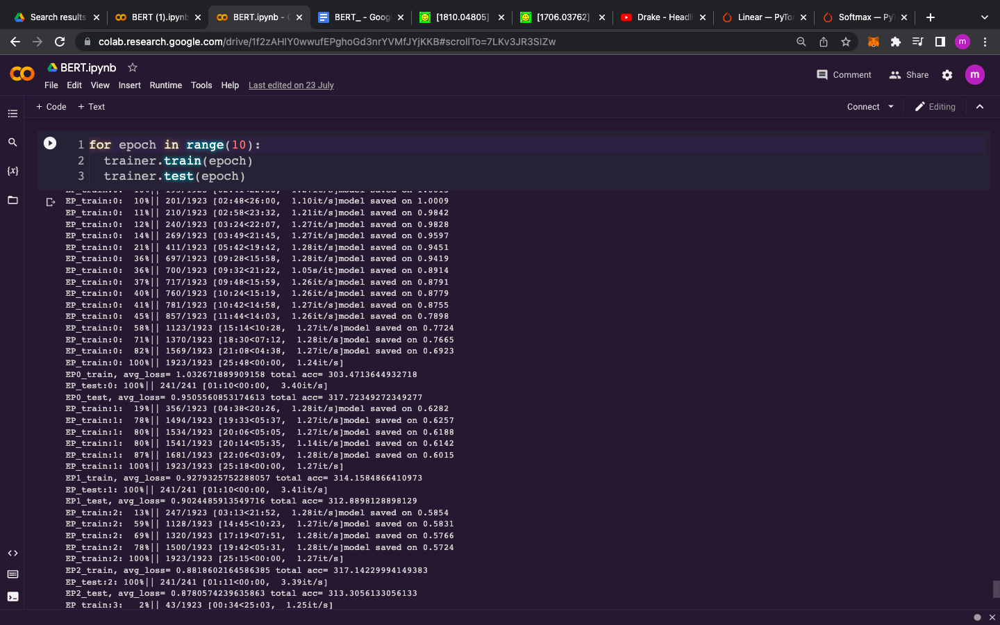 Search results
BERT (1).ipynb
BERT.ipynb - C
BERT_ - Goog
[1810.04805]
[1706.03762]
Drake - Headl
Linear — PyTor
Softmax — Py
colab.research.google.com/drive/1f2zAHlY0wwufEPghoGd3nrYVMfJYjKKB#scrollTo=7LKv3JR3SlZw
m
BERT.ipynb
File Edit View Insert Runtime Tools Help Last edited on 23 July
Comment
Share
m
+ Code + Text
Connect
Editing
1 for epoch in range(10):
2 trainer.train(epoch)
3 trainer.test(epoch)
EP_train:0: 10%|| 201/1923 [02:48<26:00, 1.10it/s]model saved on 1.0009
EP_train:0: 11%|| 210/1923 [02:58<23:32, 1.21it/s]model saved on 0.9842
EP_train:0: 12%|| 240/1923 [03:24<22:07, 1.27it/s]model saved on 0.9828
EP_train:0: 14%|| 269/1923 [03:49<21:45, 1.27it/s]model saved on 0.9597
EP_train:0: 21%|| 411/1923 [05:42<19:42, 1.28it/s]model saved on 0.9451
EP_train:0: 36%|| 697/1923 [09:28<15:58, 1.28it/s]model saved on 0.9419
EP_train:0: 36%|| 700/1923 [09:32<21:22, 1.05s/it]model saved on 0.8914
EP_train:0: 37%|| 717/1923 [09:48<15:59, 1.26it/s]model saved on 0.8791
EP_train:0: 40%|| 760/1923 [10:24<15:19, 1.26it/s]model saved on 0.8779
EP_train:0: 41%|| 781/1923 [10:42<14:58, 1.27it/s]model saved on 0.8755
EP_train:0: 45%|| 857/1923 [11:44<14:03, 1.26it/s]model saved on 0.7898
EP_train:0: 58%|| 1123/1923 [15:14<10:28, 1.27it/s]model saved on 0.7724
EP_train:0: 71%|| 1370/1923 [18:30<07:12, 1.28it/s]model saved on 0.7665
EP_train:0: 82%|| 1569/1923 [21:08<04:38, 1.27it/s]model saved on 0.6923
EP_train:0: 100%|| 1923/1923 [25:48<00:00, 1.24it/s]
EP0_train, avg_loss= 1.032671889909158 total acc= 303.4713644932718
EP_test:0: 100%|| 241/241 [01:10<00:00, 3.40it/s]
EP0_test, avg_loss= 0.9505560853174613 total acc= 317.72349272349277
EP_train:1: 19%|| 356/1923 [04:38<20:26, 1.28it/s]model saved on 0.6282
EP_train:1: 78%|| 1494/1923 [19:33<05:37, 1.27it/s]model saved on 0.6257
EP_train:1: 80%|| 1534/1923 [20:06<05:05, 1.27it/s]model saved on 0.6188
EP_train:1: 80%|| 1541/1923 [20:14<05:35, 1.14it/s]model saved on 0.6142
EP_train:1: 87%|| 1681/1923 [22:06<03:09, 1.28it/s]model saved on 0.6015
EP_train:1: 100%|| 1923/1923 [25:18<00:00, 1.27it/s]
EP1_train, avg_loss= 0.9279325752288057 total acc= 314.1584866410973
EP_test:1: 100%|| 241/241 [01:10<00:00, 3.41it/s]
EP1_test, avg_loss= 0.9024485913549716 total acc= 312.8898128898129
EP_train:2: 13%|| 247/1923 [03:13<21:52, 1.28it/s]model saved on 0.5854
EP_train:2: 59%|| 1128/1923 [14:45<10:23, 1.27it/s]model saved on 0.5831
EP_train:2: 69%|| 1320/1923 [17:19<07:51, 1.28it/s]model saved on 0.5766
EP_train:2: 78%|| 1500/1923 [19:42<05:31, 1.28it/s]model saved on 0.5724
EP_train:2: 100%|| 1923/1923 [25:15<00:00, 1.27it/s]
EP2_train, avg_loss= 0.8818602164586385 total acc= 317.14229994149383
EP_test:2: 100%|| 241/241 [01:11<00:00, 3.39it/s]
EP2_test, avg_loss= 0.8780574239635863 total acc= 313.3056133056133
EP_train:3: 2%|| 43/1923 [00:34<25:03, 1.25it/s]